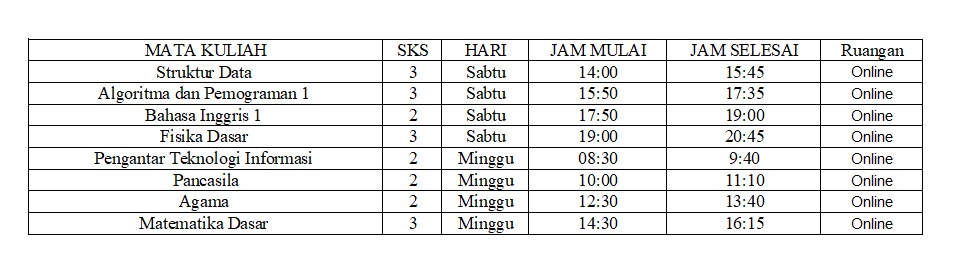 MATA KULIAH SKS HARI JAM MULAI JAM SELESAI Ruangan
Struktur Data 3 Sabtu 14:00 15:45 Online
Algoritma dan Pemograman 1 3 Sabtu 15:50 17:35 Online
Bahasa Inggris 1 2 Sabtu 17:50 19:00 Online
Fisika Dasar 3 Sabtu 19:00 20:45 Online
Pengantar Teknologi Informasi 2 Minggu 08:30 9:40 Online
Pancasila 2 Minggu 10:00 11:10 Online
Agama 2 Minggu 12:30 13:40 Online
Matematika Dasar 3 Minggu 14:30 16:15 Online